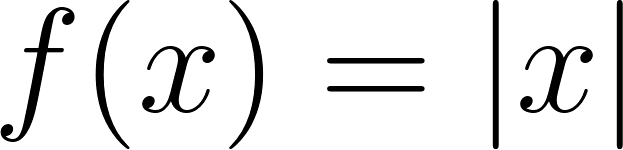 f(x) = |x|